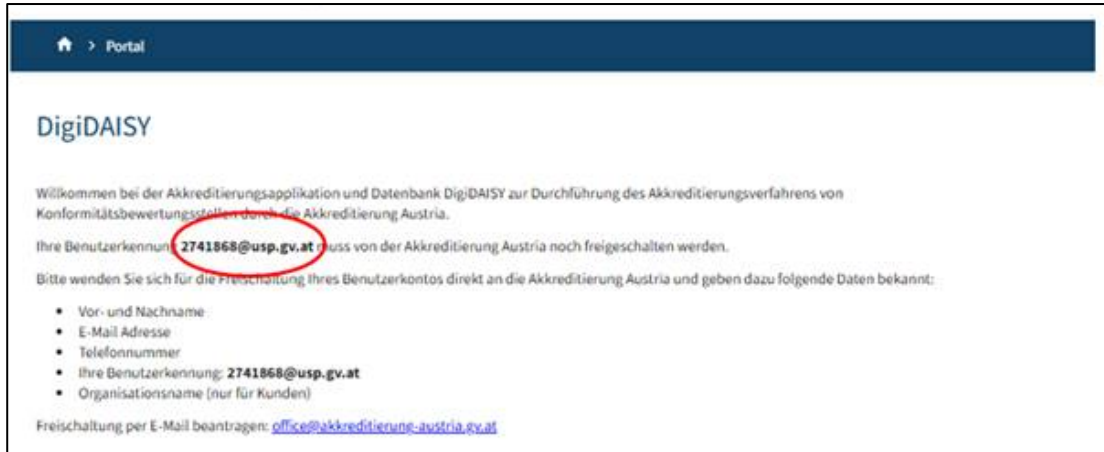 > Portal
DigiDAISY
Willkommen bei der Akkreditierungsapplikation und Datenbank DigiDAISY zur Durchführung des Akkreditierungsverfahrens von
Konformitätsbewertungsstellen durch die Akkreditierung Austria.
Ihre Benutzerkennung 2741868@usp.gv.at muss von der Akkreditierung Austria noch freigeschalten werden.
Bitte wenden Sie sich für die Freischaltung Ihres Benutzerkontos direkt an die Akkreditierung Austria und geben dazu folgende Daten bekannt:
• Vor- und Nachname
• E-Mail Adresse
• Telefonnummer
• Ihre Benutzerkennung: 2741868@usp.gv.at
• Organisationsname (nur für Kunden)
Freischaltung per E-Mail beantragen: office@akkreditierung-austria.gv.at